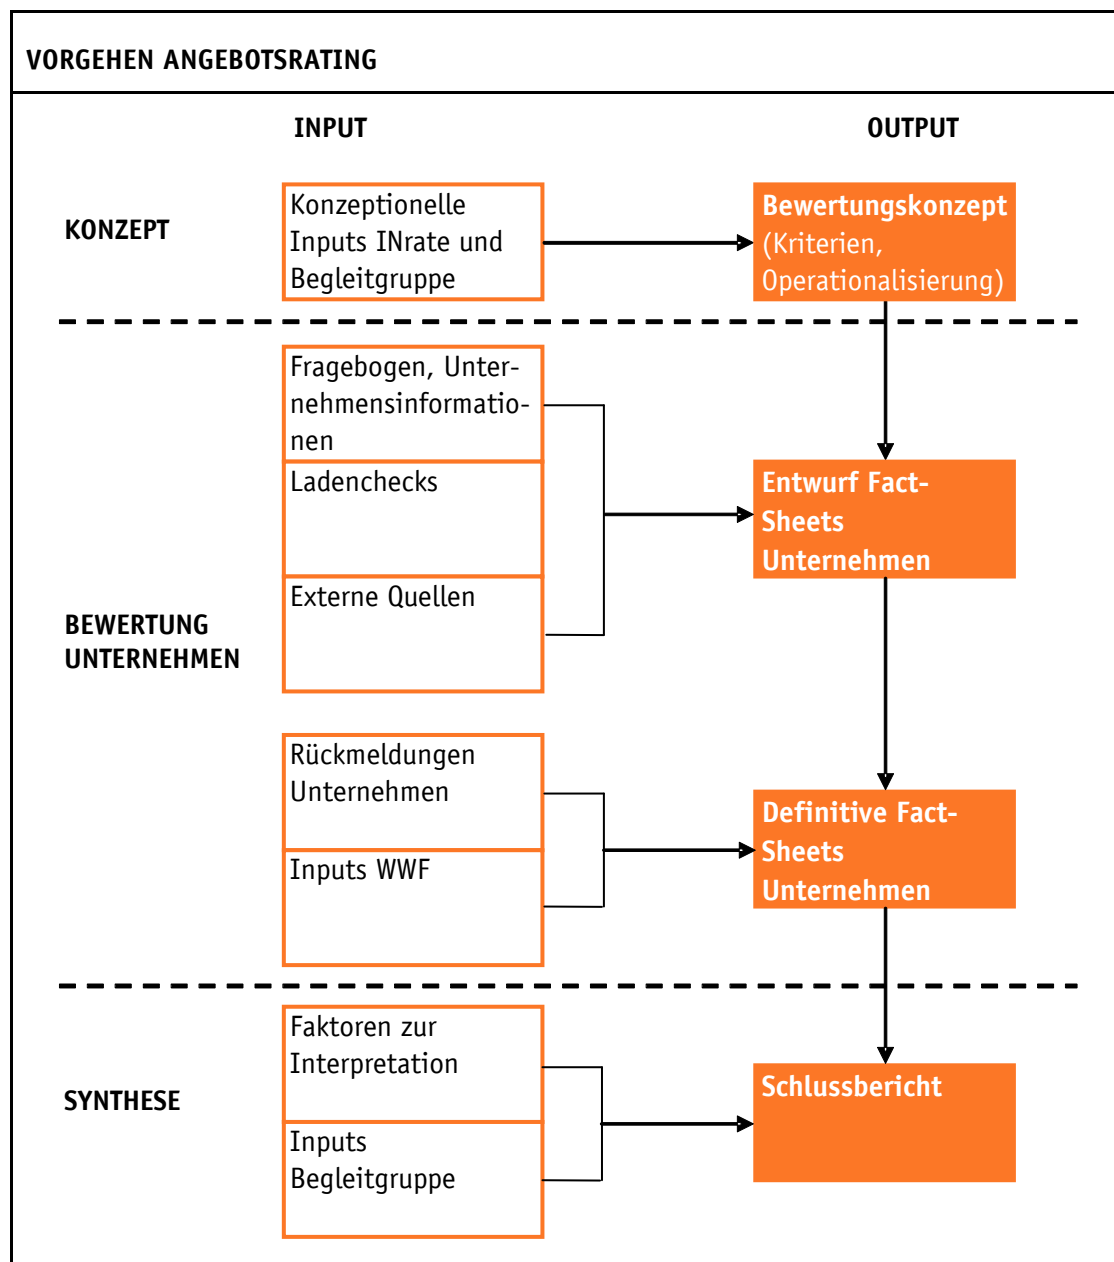 VORGEHEN ANGEBOTSRATING
INPUT
OUTPUT
KONZEPT
Konzeptionelle
Inputs INrate und
Begleitgruppe
Bewertungskonzept
(Kriterien,
Operationalisierung)
BEWERTUNG
UNTERNEHMEN
Fragebogen, Unter-
nehmensinformatio-
nen
Ladenchecks
Externe Quellen
Entwurf Fact-
Sheets
Unternehmen
Rückmeldungen
Unternehmen
Inputs WWF
Definitive Fact-
Sheets
Unternehmen
SYNTHESE
Faktoren zur
Interpretation
Inputs
Begleitgruppe
Schlussbericht